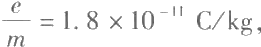 e/m = 1.8 × 10⁻¹¹ C/kg,